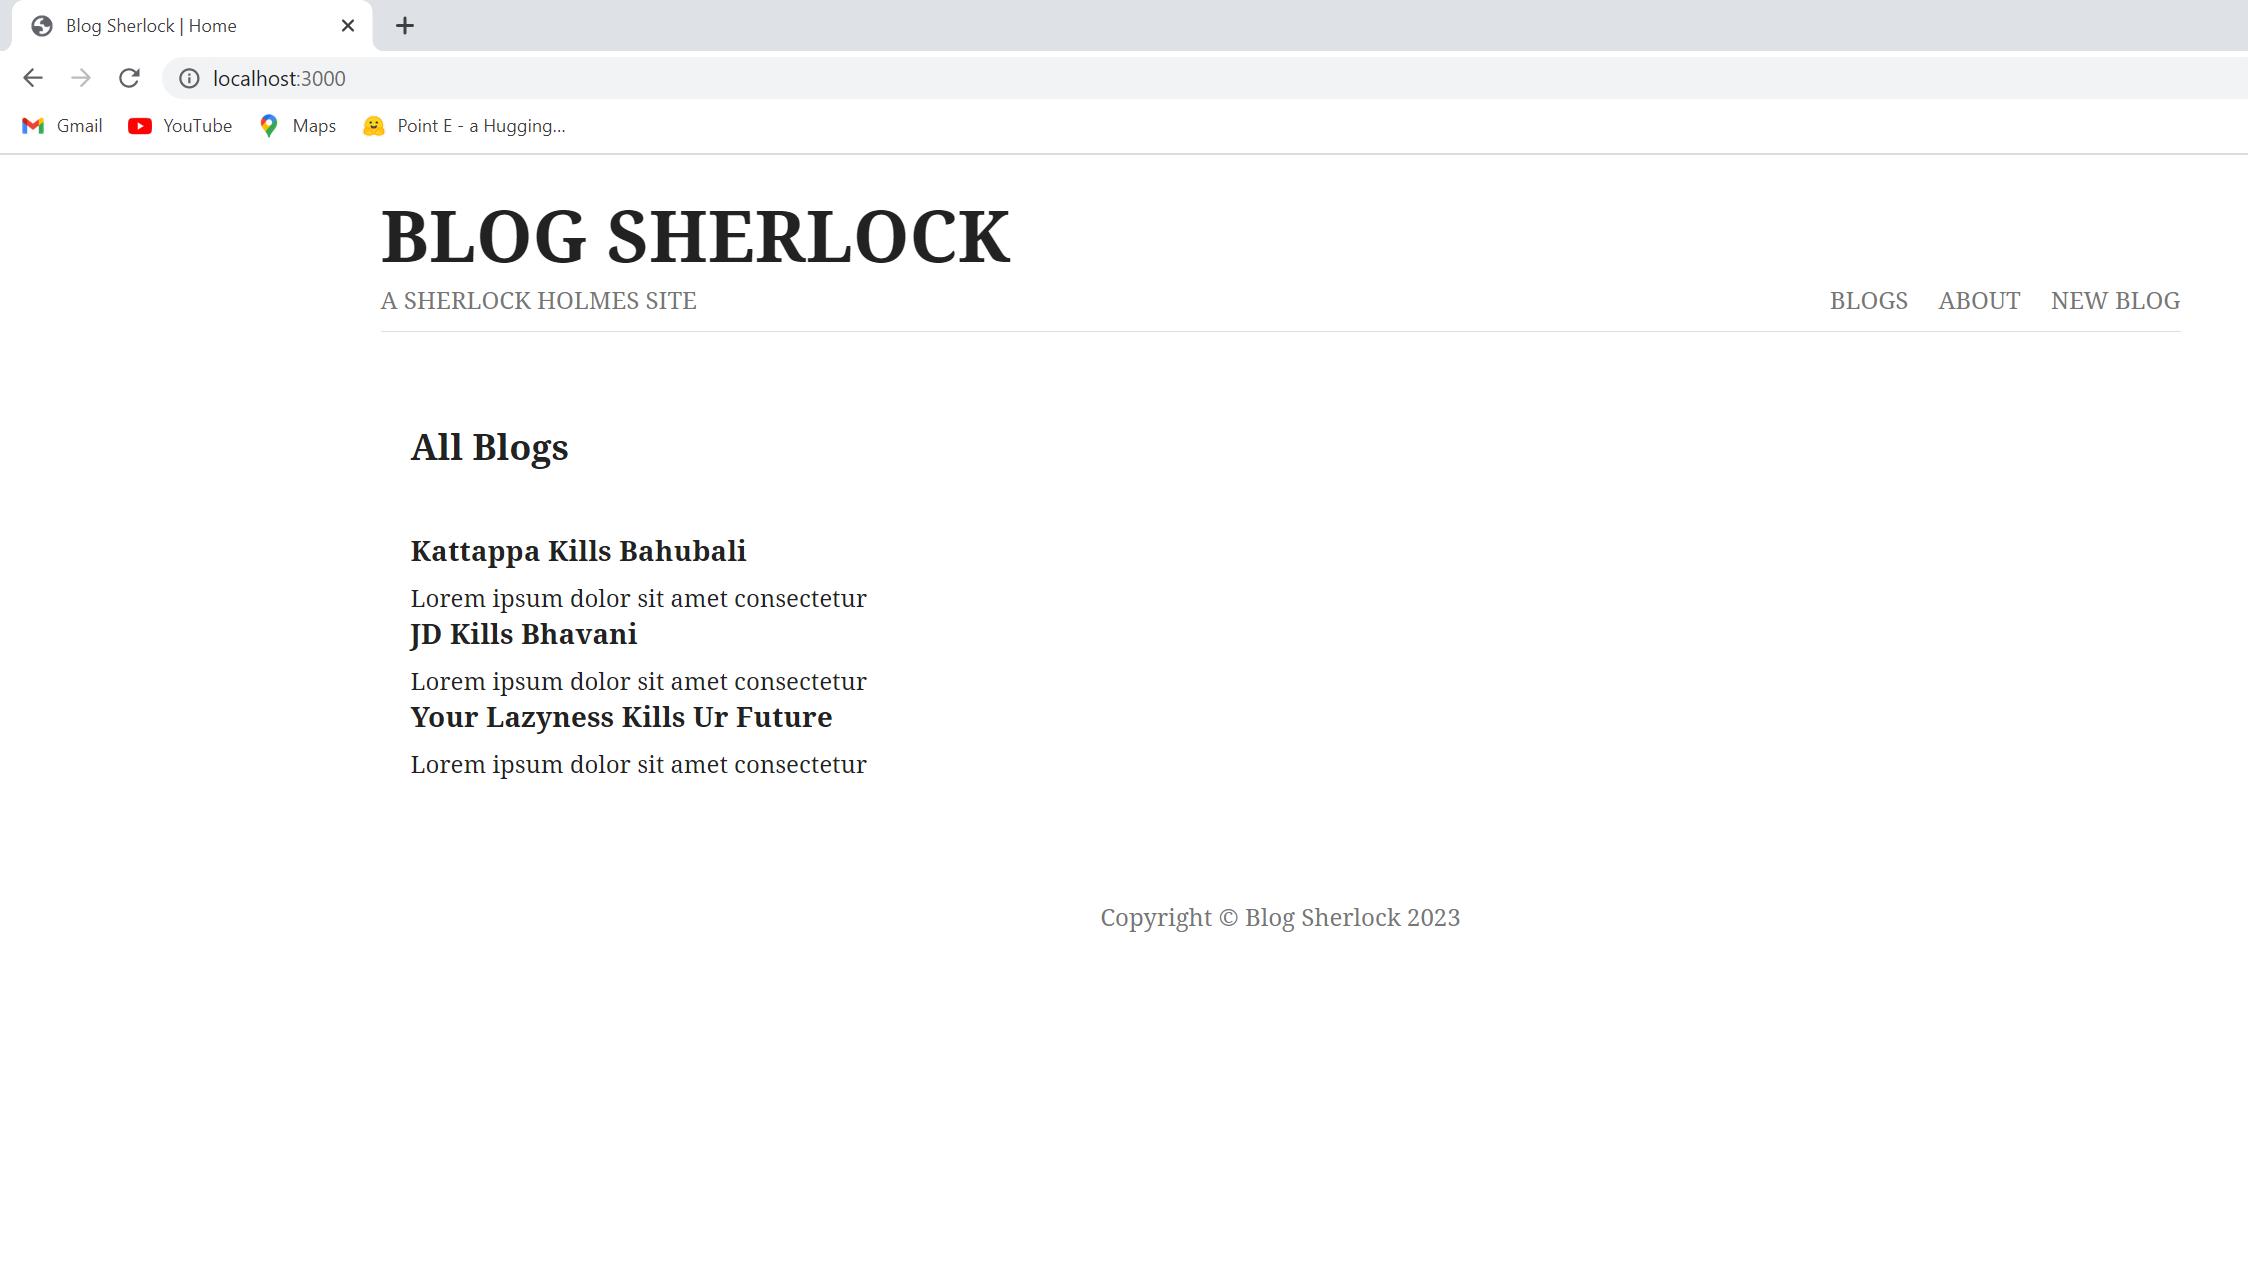 Blog Sherlock | Home
localhost:3000
Gmail YouTube Maps Point E - a Hugging...
BLOG SHERLOCK
A SHERLOCK HOLMES SITE BLOGS ABOUT NEW BLOG
All Blogs
Kattappa Kills Bahubali
Lorem ipsum dolor sit amet consectetur
JD Kills Bhavani
Lorem ipsum dolor sit amet consectetur
Your Lazyness Kills Ur Future
Lorem ipsum dolor sit amet consectetur
Copyright © Blog Sherlock 2023